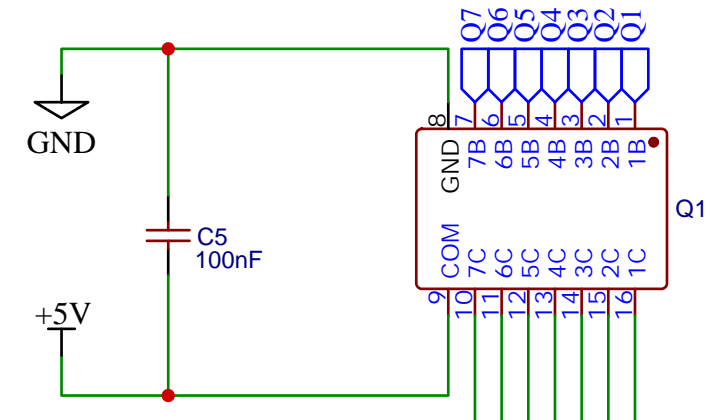 Q7 Q6 Q5 Q4 Q3 Q2 Q1
8 7 6 5 4 3 2 1
GND 7B 6B 5B 4B 3B 2B 1B
GND
Q1
C5
100nF
COM 7C 6C 5C 4C 3C 2C 1C
9 10 11 12 13 14 15 16
+5V